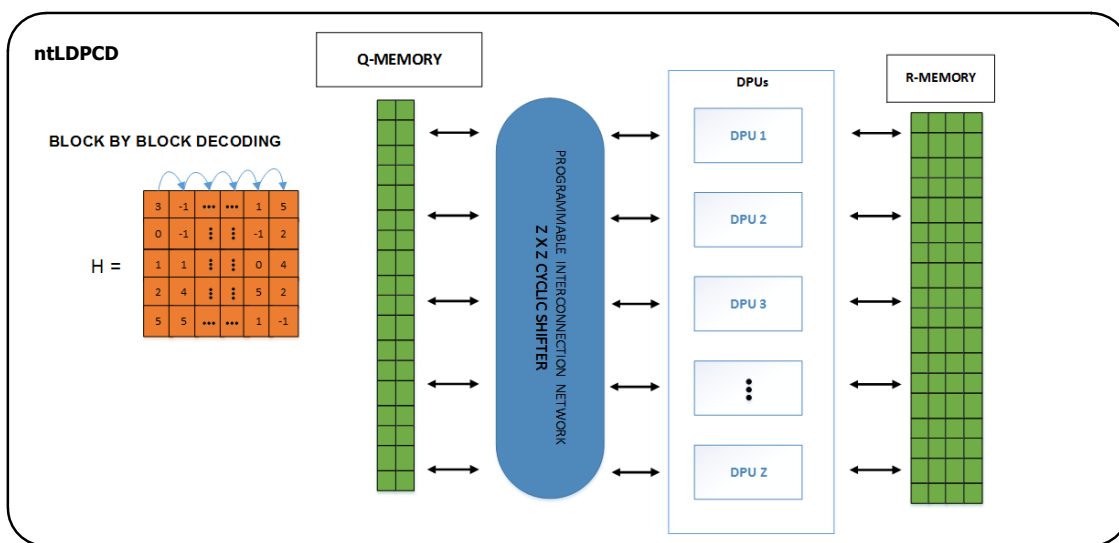 ntLDPCD
Q-MEMORY
DPUs
R-MEMORY
BLOCK BY BLOCK DECODING
H =
3 -1 ••• ••• 1 5
0 -1 ⋮ ⋮ -1 2
1 1 ⋮ ⋮ 0 4
2 4 ⋮ ⋮ 5 2
5 5 ••• ••• 1 -1
PROGRAMMABLE INTERCONNECTION NETWORK
Z X Z CYCLIC SHIFTER
DPU 1
DPU 2
DPU 3
⋮
DPU Z